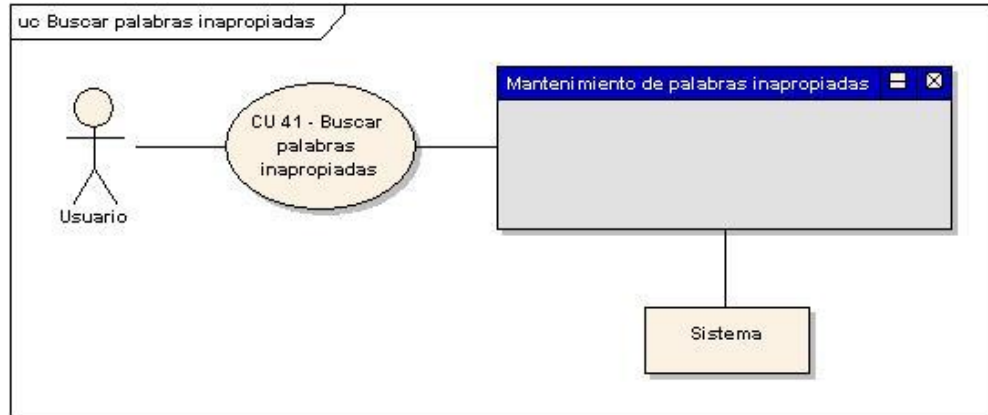 uc Buscar palabras inapropiadas
Mantenimiento de palabras inapropiadas
CU 41 - Buscar
palabras
inapropiadas
Usuario
Sistema